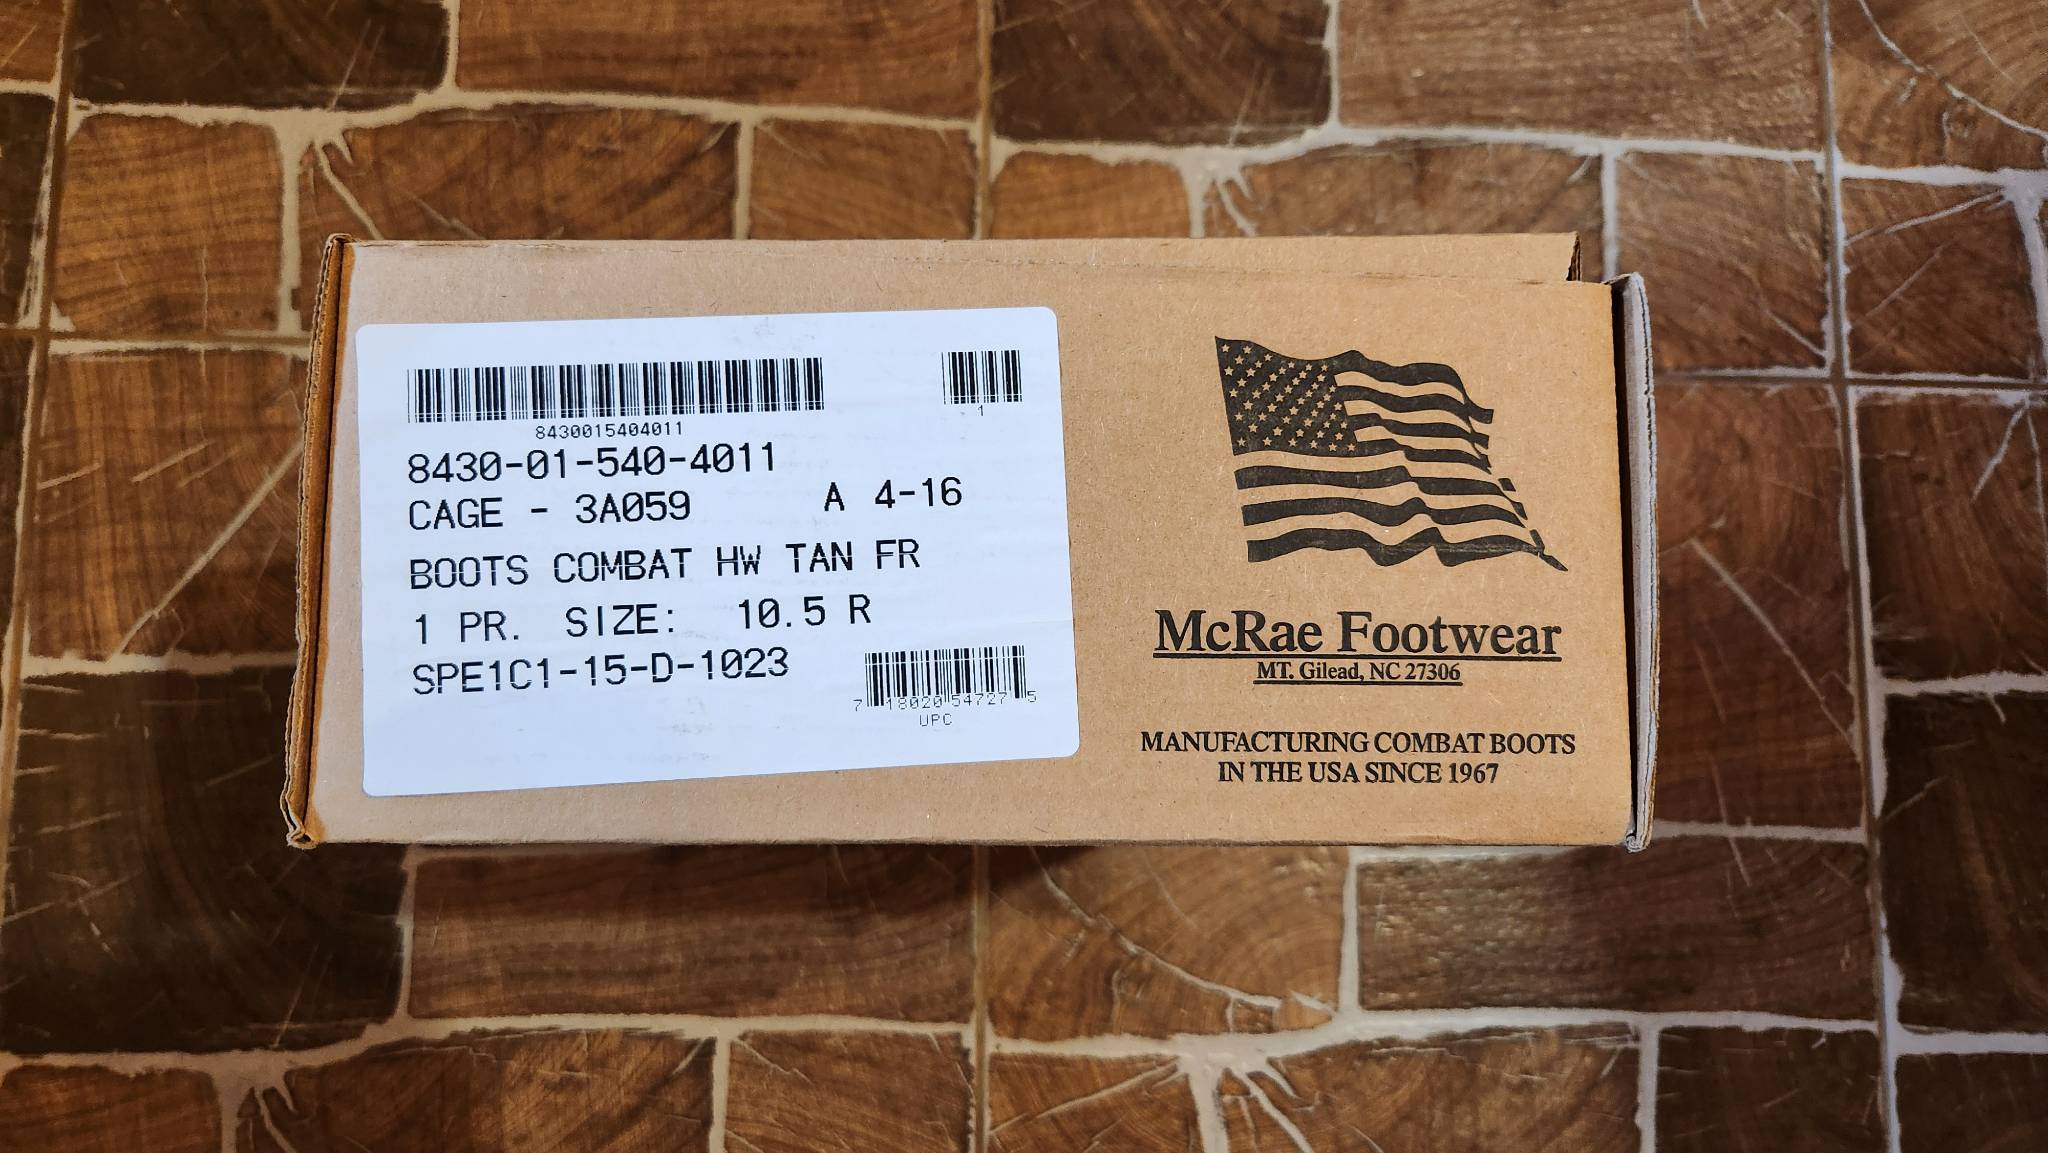 8430015404011
1
8430-01-540-4011
CAGE - 3A059 A 4-16
BOOTS COMBAT HW TAN FR
1 PR. SIZE: 10.5 R
SPE1C1-15-D-1023
7 18020 54727 5
UPC
McRae Footwear
MT. Gilead, NC 27306
MANUFACTURING COMBAT BOOTS
IN THE USA SINCE 1967